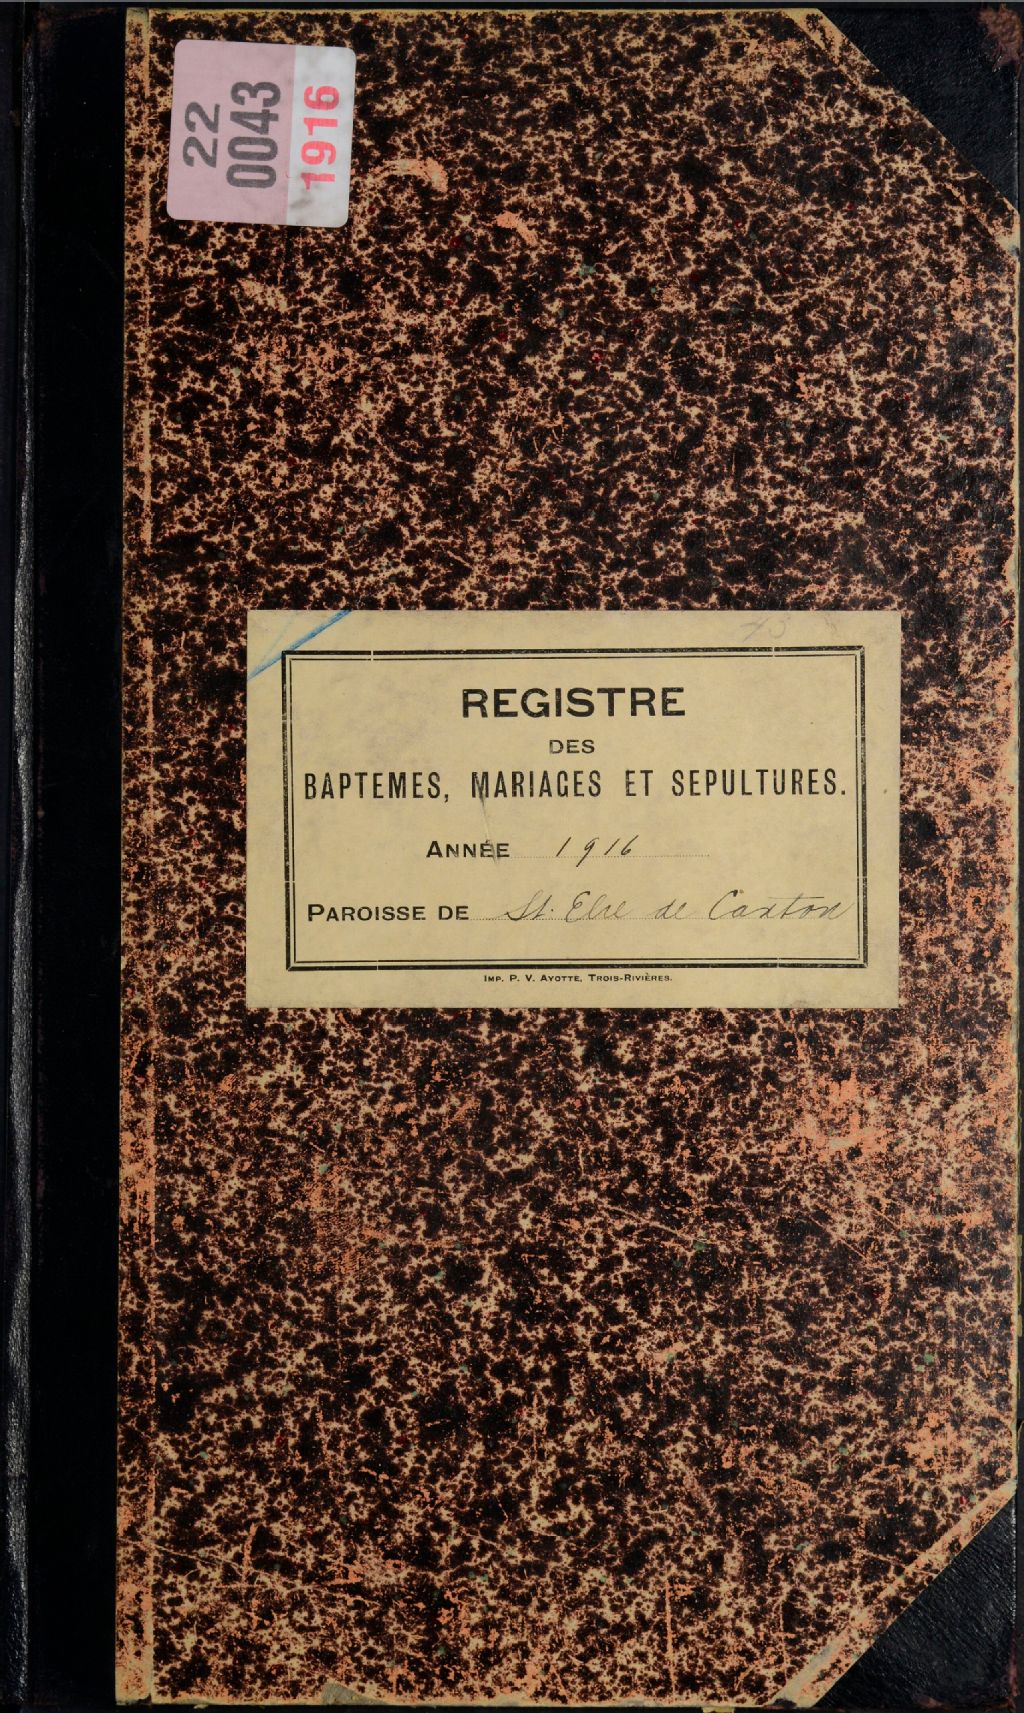 22
0043
1916
43
REGISTRE
DES
BAPTEMES, MARIAGES ET SEPULTURES.
ANNÉE 1916
PAROISSE DE St. Elie de Caxton
IMP. P. V. AYOTTE, TROIS-RIVIÈRES.